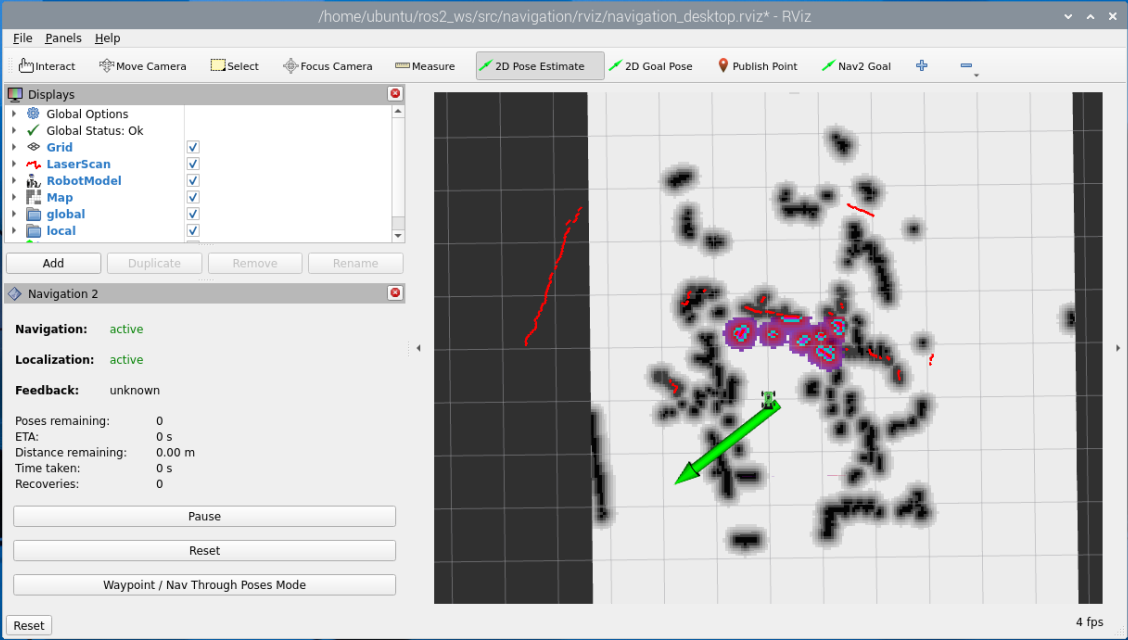 /home/ubuntu/ros2_ws/src/navigation/rviz/navigation_desktop.rviz* - RViz
File Panels Help
Interact Move Camera Select Focus Camera Measure 2D Pose Estimate 2D Goal Pose Publish Point Nav2 Goal
Displays
Global Options
Global Status: Ok
Grid
LaserScan
RobotModel
Map
global
local
Add Duplicate Remove Rename
Navigation 2
Navigation: active
Localization: active
Feedback: unknown
Poses remaining: 0
ETA: 0 s
Distance remaining: 0.00 m
Time taken: 0 s
Recoveries: 0
Pause
Reset
Waypoint / Nav Through Poses Mode
Reset
4 fps